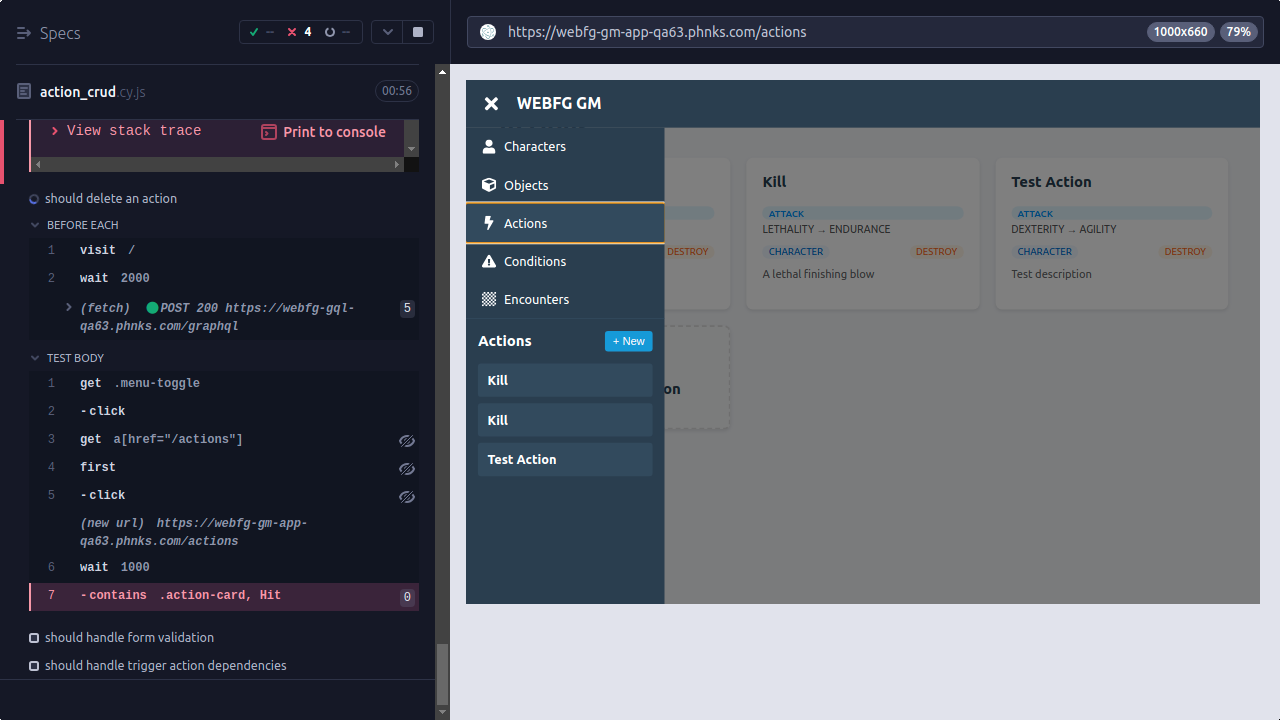 Specs
-- 4 --
https://webfg-gm-app-qa63.phnks.com/actions
1000x660
79%
action_crud.cy.js
00:56
View stack trace
Print to console
should delete an action
BEFORE EACH
1 visit /
2 wait 2000
(fetch) POST 200 https://webfg-gql-
qa63.phnks.com/graphql
5
TEST BODY
1 get .menu-toggle
2 -click
3 get a[href="/actions"]
4 first
5 -click
(new url) https://webfg-gm-app-
qa63.phnks.com/actions
6 wait 1000
7 -contains .action-card, Hit
0
should handle form validation
should handle trigger action dependencies
WEBFG GM
Characters
Objects
Actions
Conditions
Encounters
Actions
+ New
Kill
Kill
Test Action
DESTROY
on
Kill
ATTACK
LETHALITY → ENDURANCE
CHARACTER
DESTROY
A lethal finishing blow
Test Action
ATTACK
DEXTERITY → AGILITY
CHARACTER
DESTROY
Test description